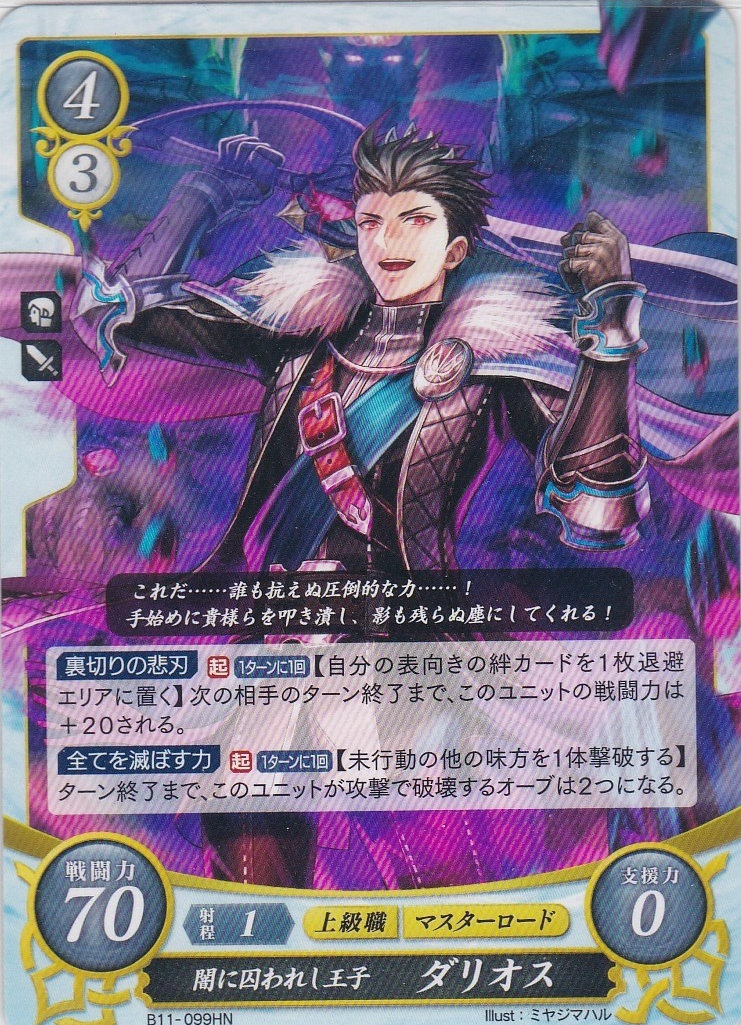 4
3
これだ……誰も抗えぬ圧倒的な力……！
手始めに貴様らを叩き潰し、影も残らぬ塵にしてくれる！
裏切りの悲刃 起 1ターンに1回【自分の表向きの絆カードを1枚退避
エリアに置く】次の相手のターン終了まで、このユニットの戦闘力は
＋20される。
全てを滅ぼす力 起 1ターンに1回【未行動の他の味方を1体撃破する】
ターン終了まで、このユニットが攻撃で破壊するオーブは2つになる。
戦闘力
70
射程 1
上級職
マスターロード
支援力
0
闇に囚われし王子 ダリオス
B11-099HN
Illust：ミヤジマハル